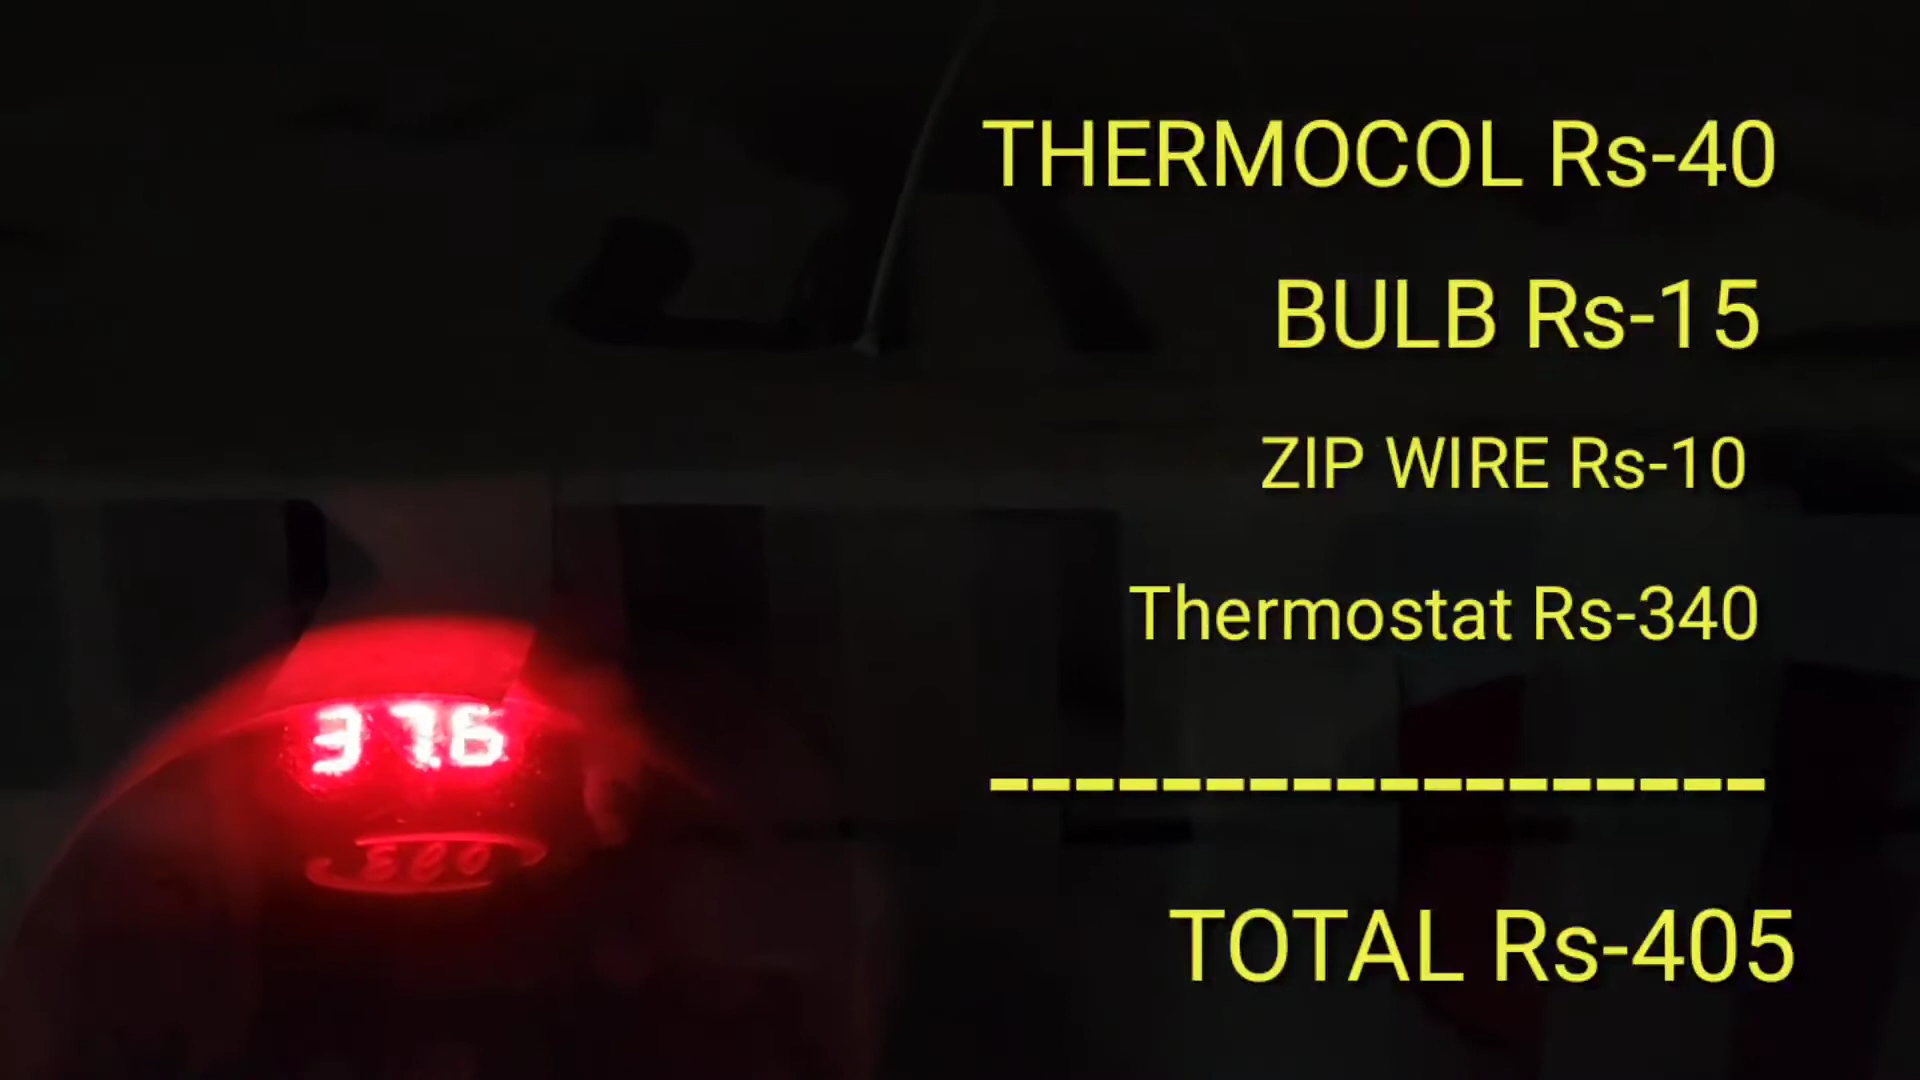 THERMOCOL Rs-40
BULB Rs-15
ZIP WIRE Rs-10
Thermostat Rs-340
------------------
TOTAL Rs-405
37.6